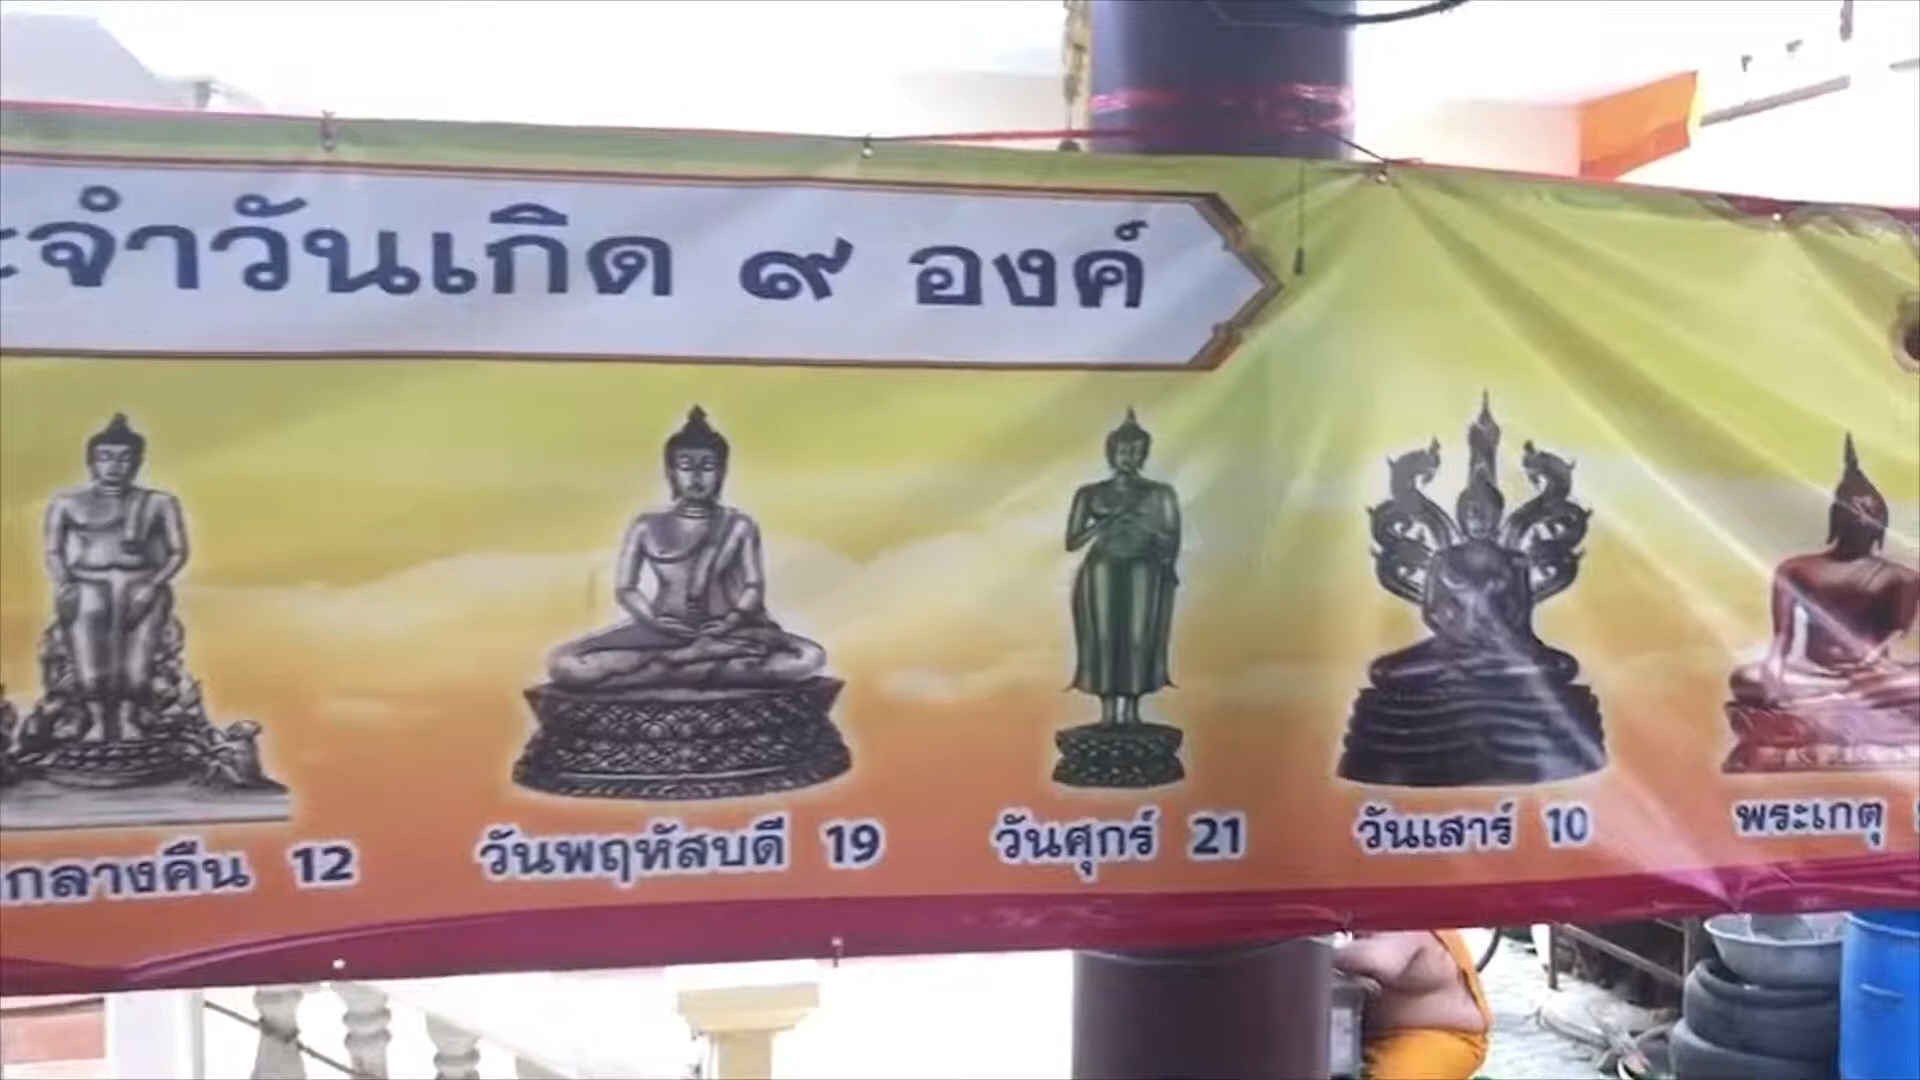 ะจำวันเกิด ๙ องค์
กลางคืน 12
วันพฤหัสบดี 19
วันศุกร์ 21
วันเสาร์ 10
พระเกตุ